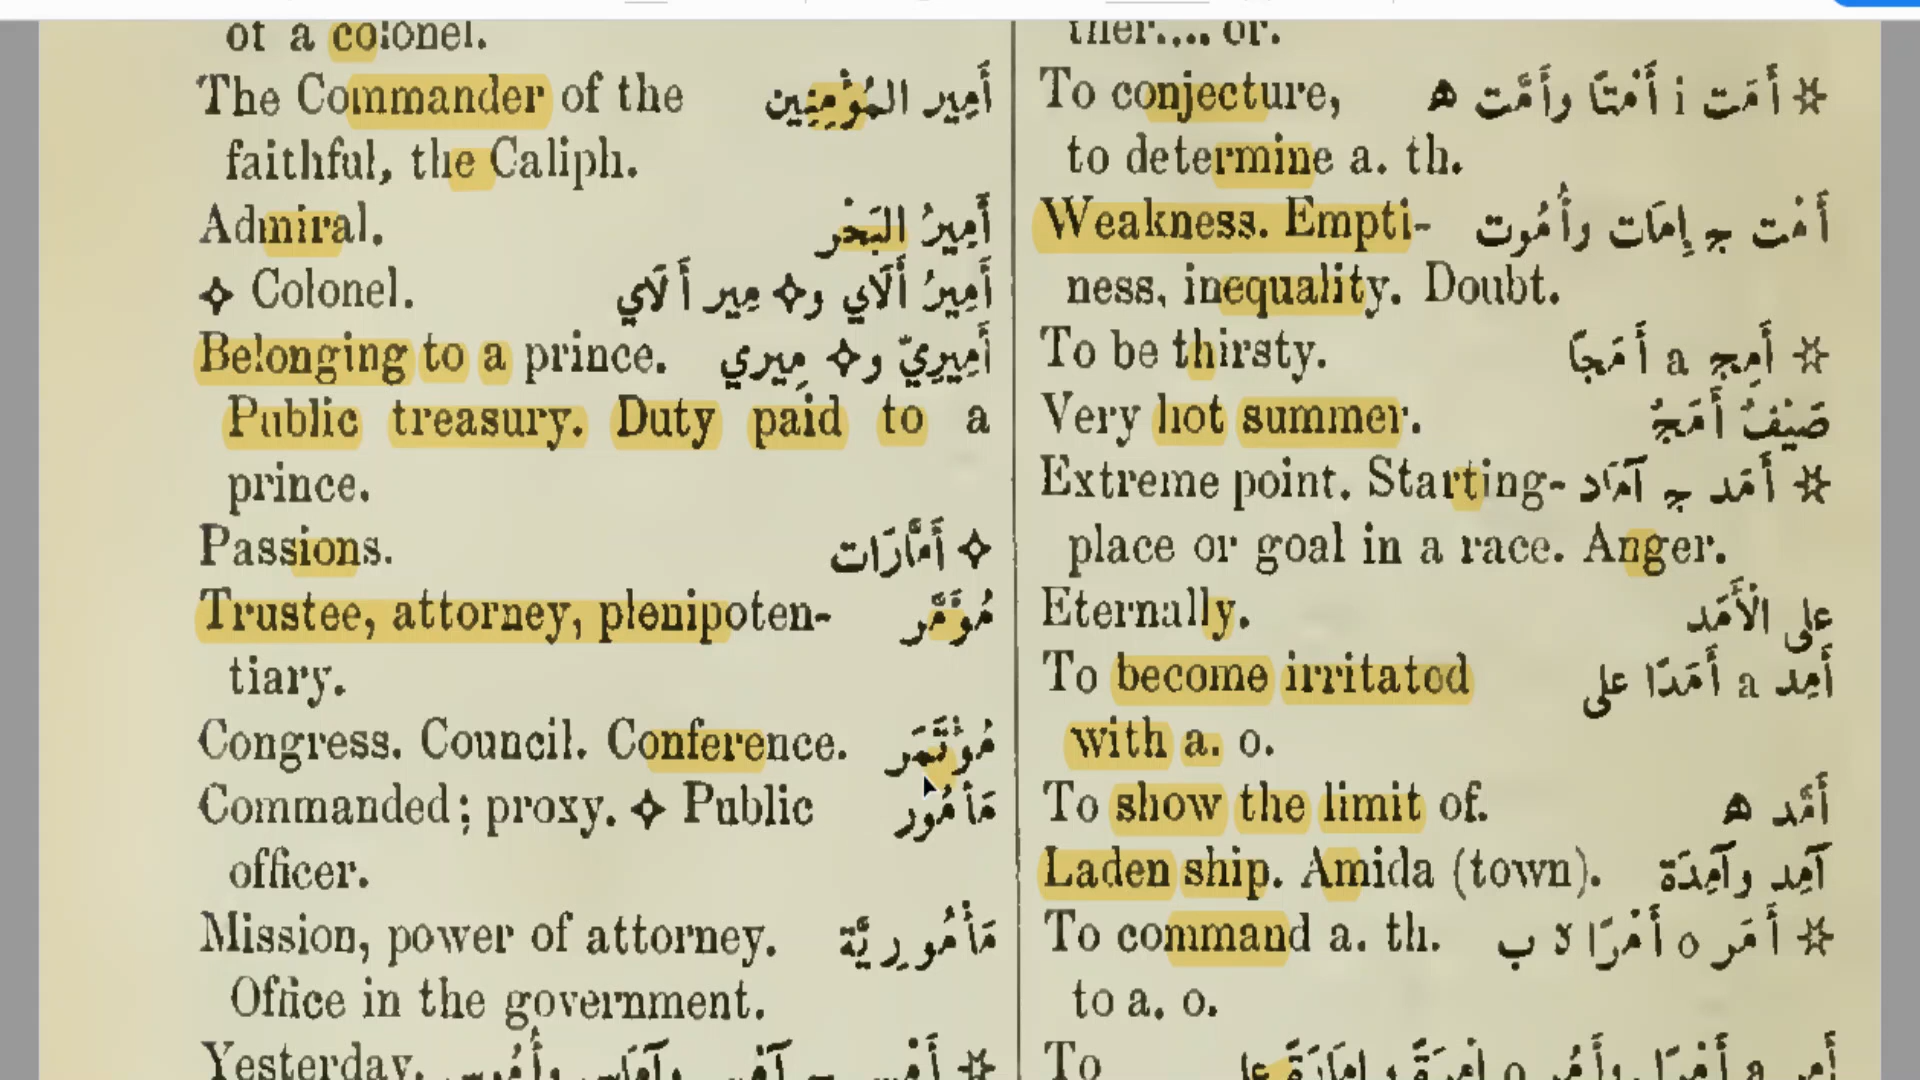 of a colonel.
The Commander of the أَمِير المُؤْمِنِين
faithful, the Caliph.
Admiral. أَمِيرُ البَحْر
✧ Colonel. أَمِيرُ أَلَاي و✧ مِير أَلَاي
Belonging to a prince. أَمِيرِيّ و✧ مِيرِي
Public treasury. Duty paid to a
prince.
Passions. ✧ أَمَّارَات
Trustee, attorney, plenipoten- مُؤَمَّر
tiary.
Congress. Council. Conference. مُؤْتَمَر
Commanded; proxy. ✧ Public مَأْمُور
officer.
Mission, power of attorney. مَأْمُورِيَّة
Office in the government.
Yesterday.
ther.... or.
To conjecture, ☆ أَمَت i أَمْتًا وأَمَّت ه
to determine a. th.
Weakness. Empti- أَمْت ج إِمَات وأُمُوت
ness, inequality. Doubt.
To be thirsty. ☆ أَمِج a أَمَجًا
Very hot summer. صَيْفٌ أَمَجٌ
Extreme point. Starting- ☆ أَمَد ج آمَاد
place or goal in a race. Anger.
Eternally. على الْأَمَد
To become irritated أَمِد a أَمَدًا على
with a. o.
To show the limit of. أَمَّد ه
Laden ship. Amida (town). آمِد وآمِدَة
To command a. th. ☆ أَمَر o أَمْرًا ه ب
to a. o.
To